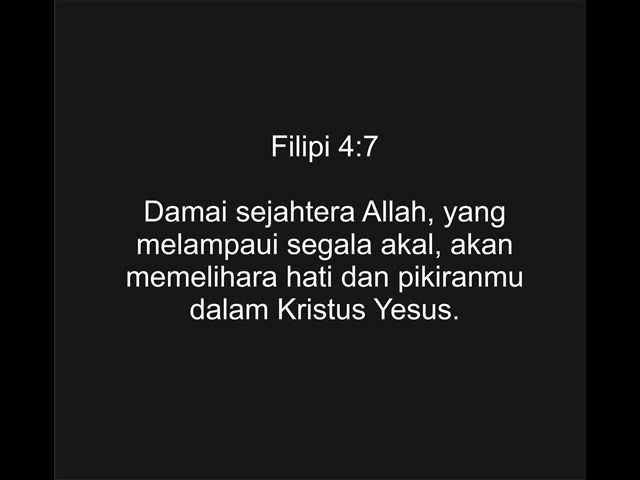 Filipi 4:7
Damai sejahtera Allah, yang
melampaui segala akal, akan
memelihara hati dan pikiranmu
dalam Kristus Yesus.